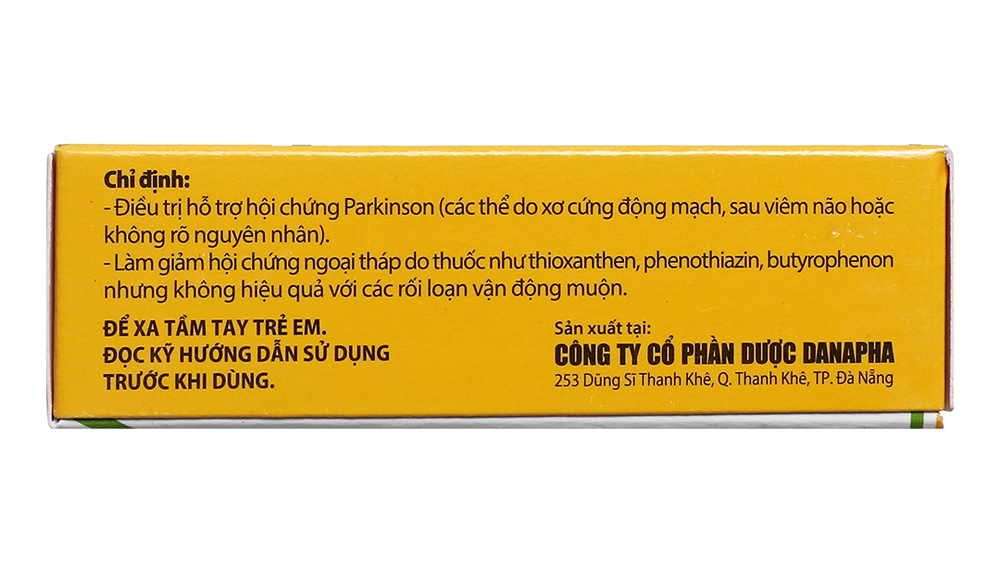 Chỉ định:
- Điều trị hỗ trợ hội chứng Parkinson (các thể do xơ cứng động mạch, sau viêm não hoặc
không rõ nguyên nhân).
- Làm giảm hội chứng ngoại tháp do thuốc như thioxanthen, phenothiazin, butyrophenon
nhưng không hiệu quả với các rối loạn vận động muộn.
ĐỂ XA TẦM TAY TRẺ EM.
ĐỌC KỸ HƯỚNG DẪN SỬ DỤNG
TRƯỚC KHI DÙNG.
Sản xuất tại:
CÔNG TY CỔ PHẦN DƯỢC DANAPHA
253 Dũng Sĩ Thanh Khê, Q. Thanh Khê, TP. Đà Nẵng